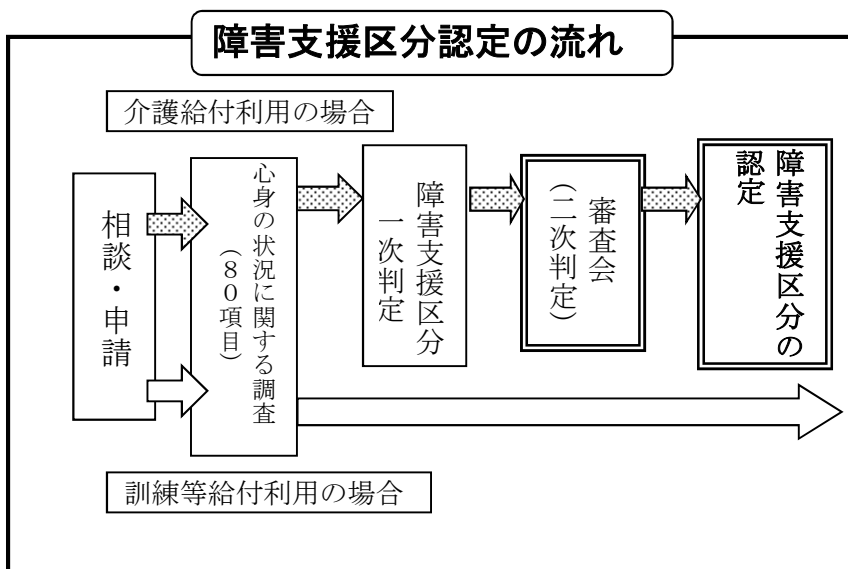 障害支援区分認定の流れ
介護給付利用の場合
相談・申請
心身の状況に関する調査
（８０項目）
障害支援区分
一次判定
審査会
（二次判定）
障害支援区分の
認定
訓練等給付利用の場合